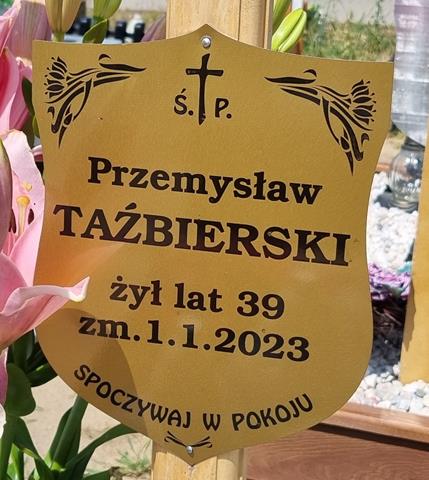 Ś. P.
Przemysław
TAŹBIERSKI
żył lat 39
zm.1.1.2023
SPOCZYWAJ W POKOJU